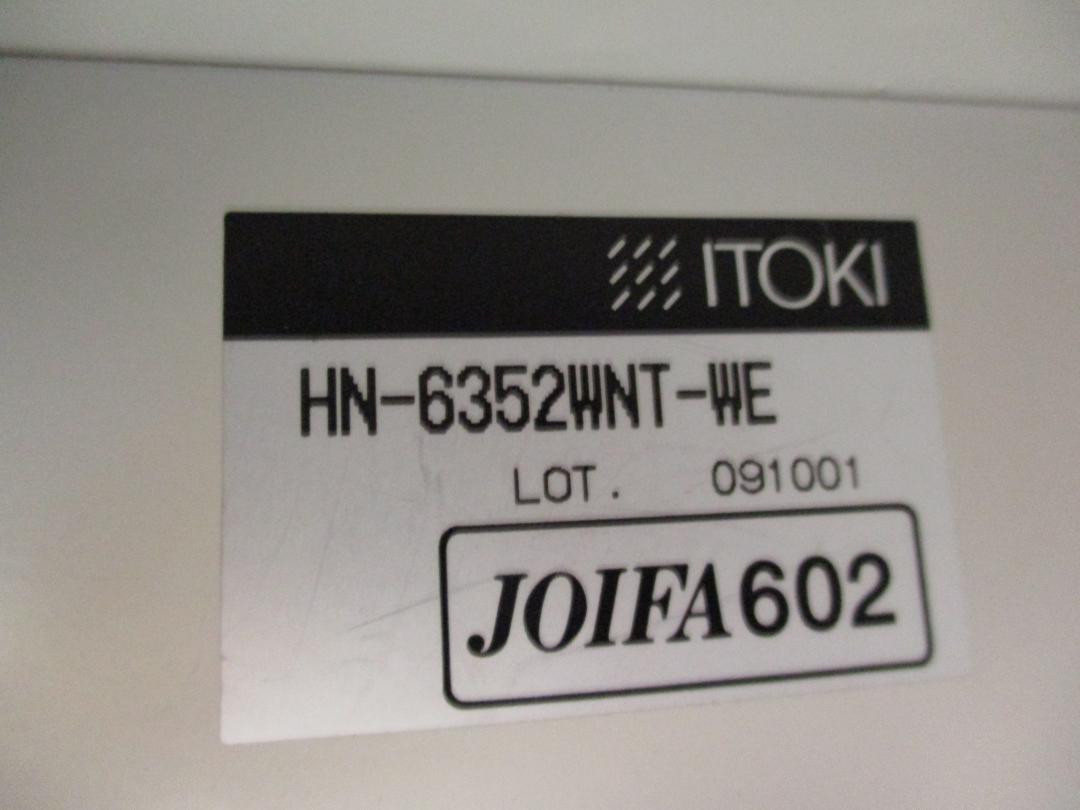 ITOKI
HN-6352WNT-WE
LOT. 091001
JOIFA602